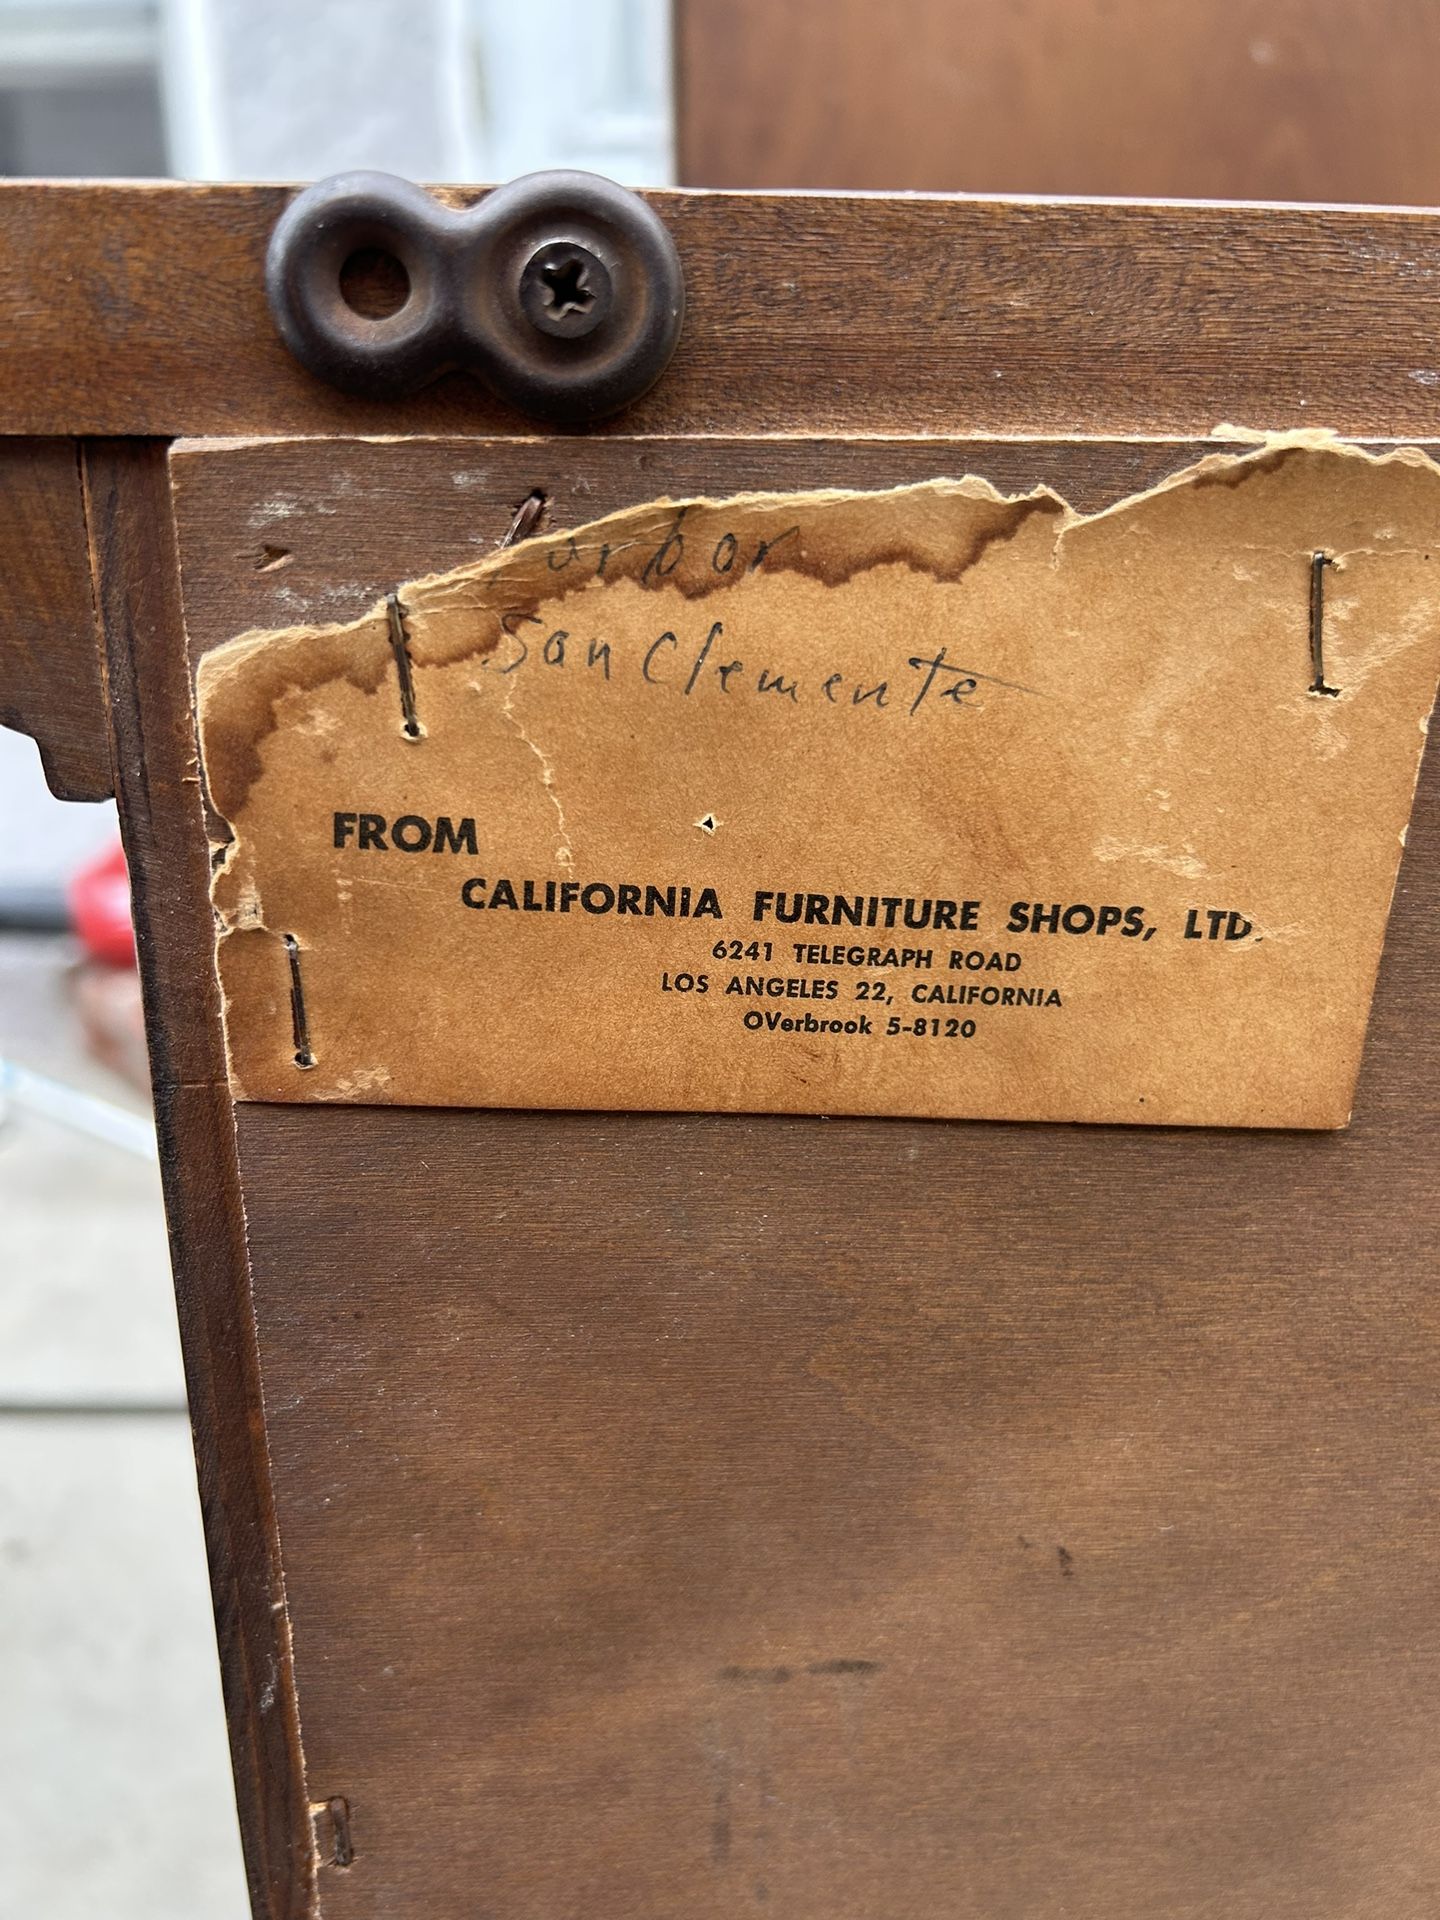 San Clemente
FROM
CALIFORNIA FURNITURE SHOPS, LTD.
6241 TELEGRAPH ROAD
LOS ANGELES 22, CALIFORNIA
OVerbrook 5-8120